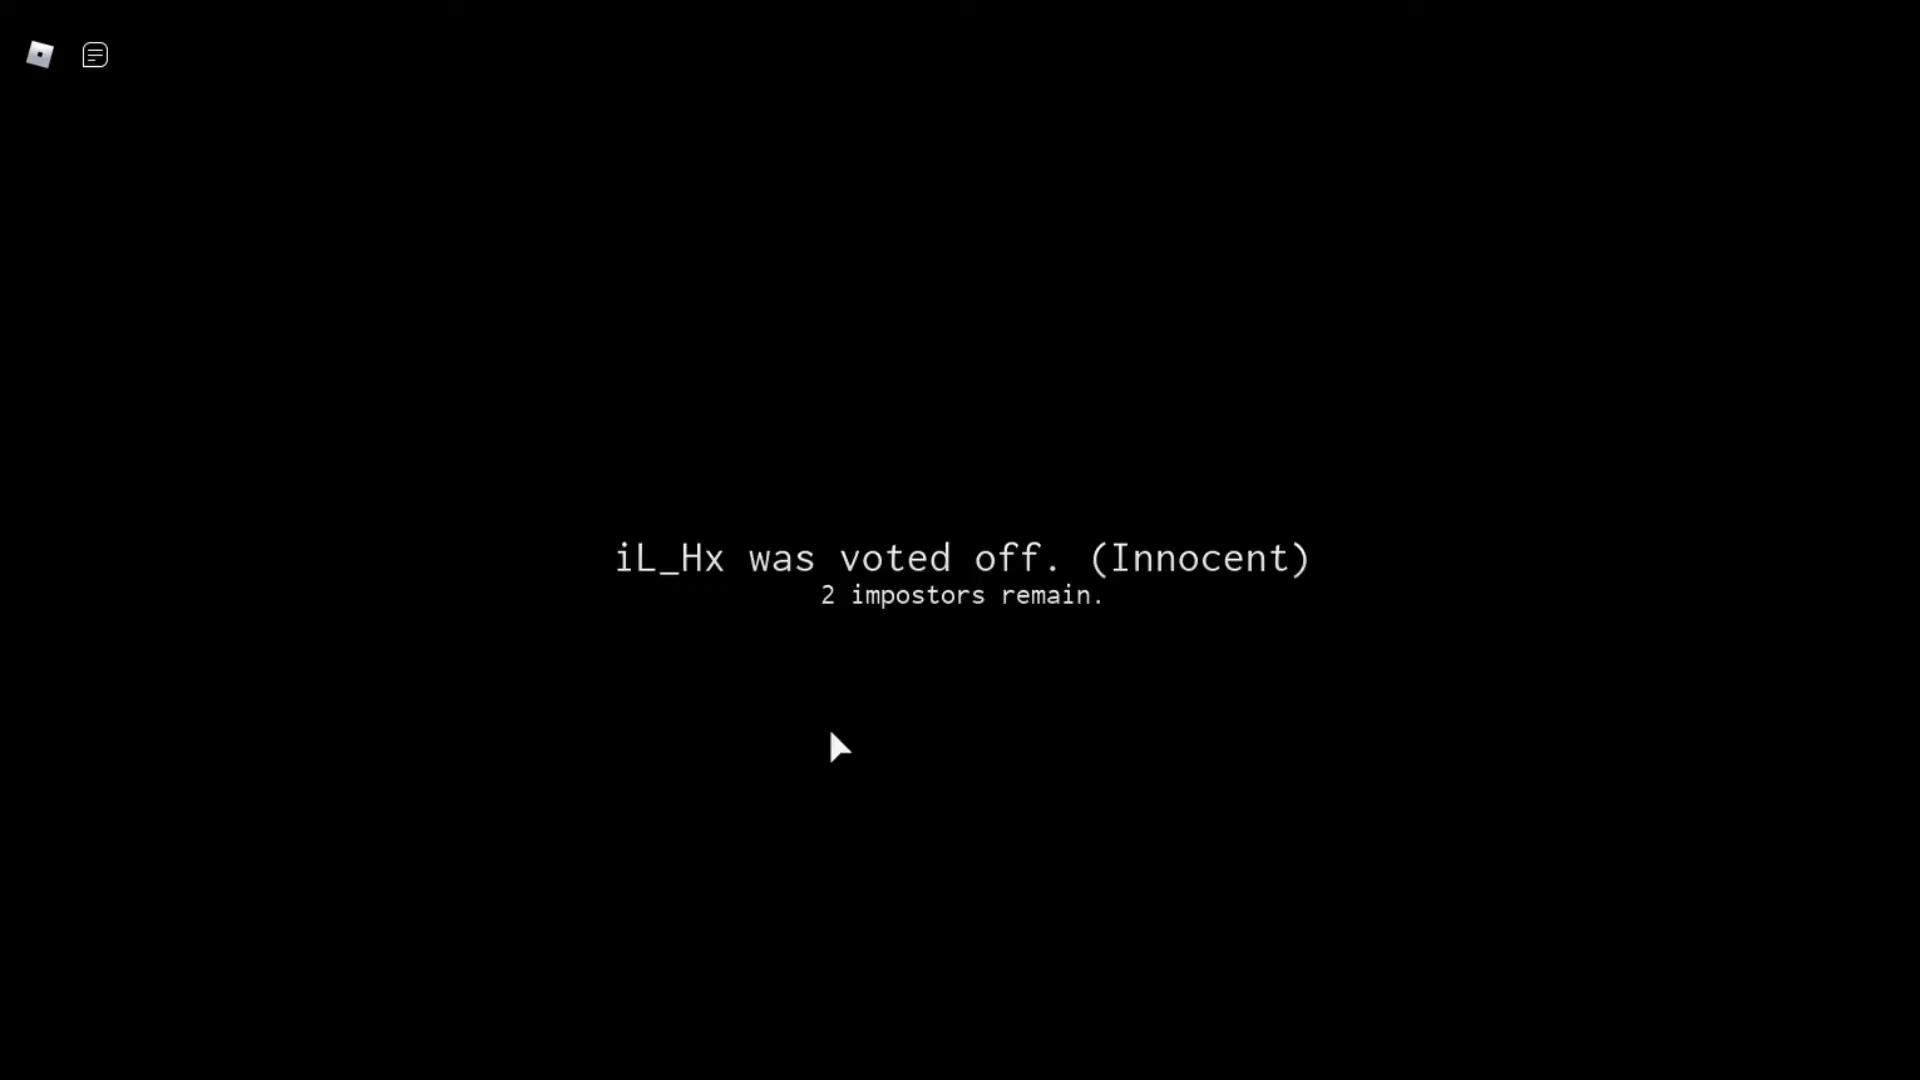 iL_Hx was voted off. (Innocent)
2 impostors remain.